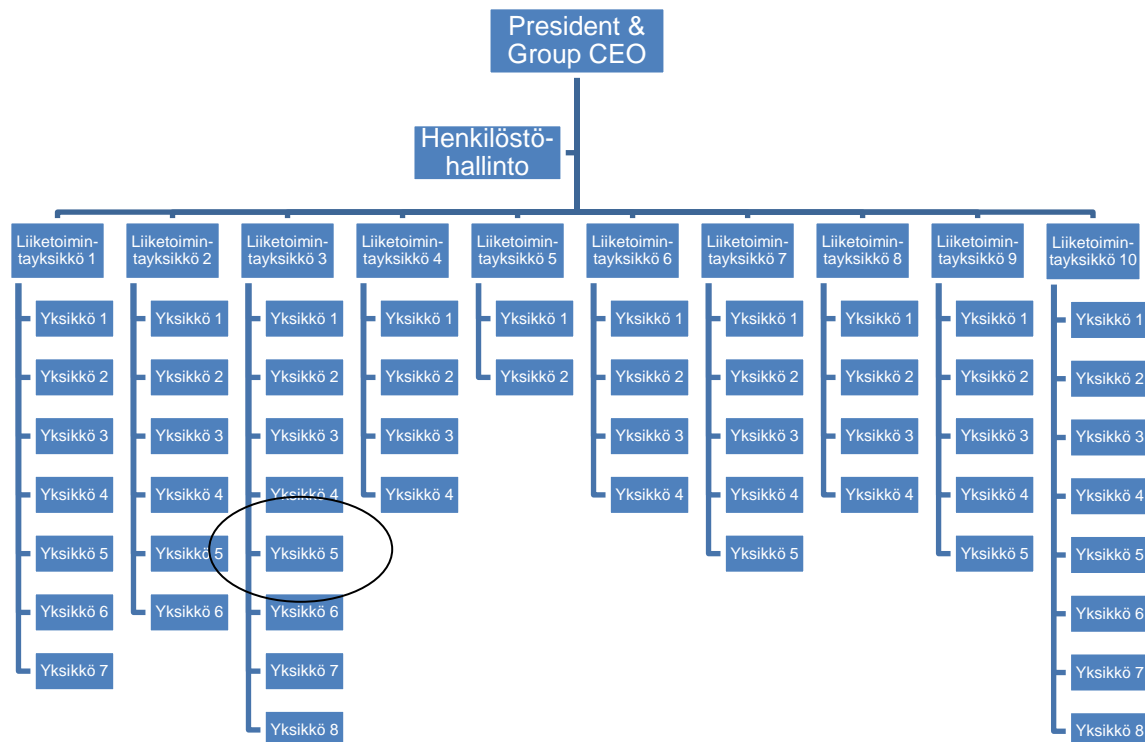 President &
Group CEO
Henkilöstö-
hallinto
Liiketoimin-
tayksikkö 1
Yksikkö 1
Yksikkö 2
Yksikkö 3
Yksikkö 4
Yksikkö 5
Yksikkö 6
Yksikkö 7
Liiketoimin-
tayksikkö 2
Yksikkö 1
Yksikkö 2
Yksikkö 3
Yksikkö 4
Yksikkö 5
Yksikkö 6
Liiketoimin-
tayksikkö 3
Yksikkö 1
Yksikkö 2
Yksikkö 3
Yksikkö 4
Yksikkö 5
Yksikkö 6
Yksikkö 7
Yksikkö 8
Liiketoimin-
tayksikkö 4
Yksikkö 1
Yksikkö 2
Yksikkö 3
Yksikkö 4
Liiketoimin-
tayksikkö 5
Yksikkö 1
Yksikkö 2
Liiketoimin-
tayksikkö 6
Yksikkö 1
Yksikkö 2
Yksikkö 3
Yksikkö 4
Liiketoimin-
tayksikkö 7
Yksikkö 1
Yksikkö 2
Yksikkö 3
Yksikkö 4
Yksikkö 5
Liiketoimin-
tayksikkö 8
Yksikkö 1
Yksikkö 2
Yksikkö 3
Yksikkö 4
Liiketoimin-
tayksikkö 9
Yksikkö 1
Yksikkö 2
Yksikkö 3
Yksikkö 4
Yksikkö 5
Liiketoimin-
tayksikkö 10
Yksikkö 1
Yksikkö 2
Yksikkö 3
Yksikkö 4
Yksikkö 5
Yksikkö 6
Yksikkö 7
Yksikkö 8